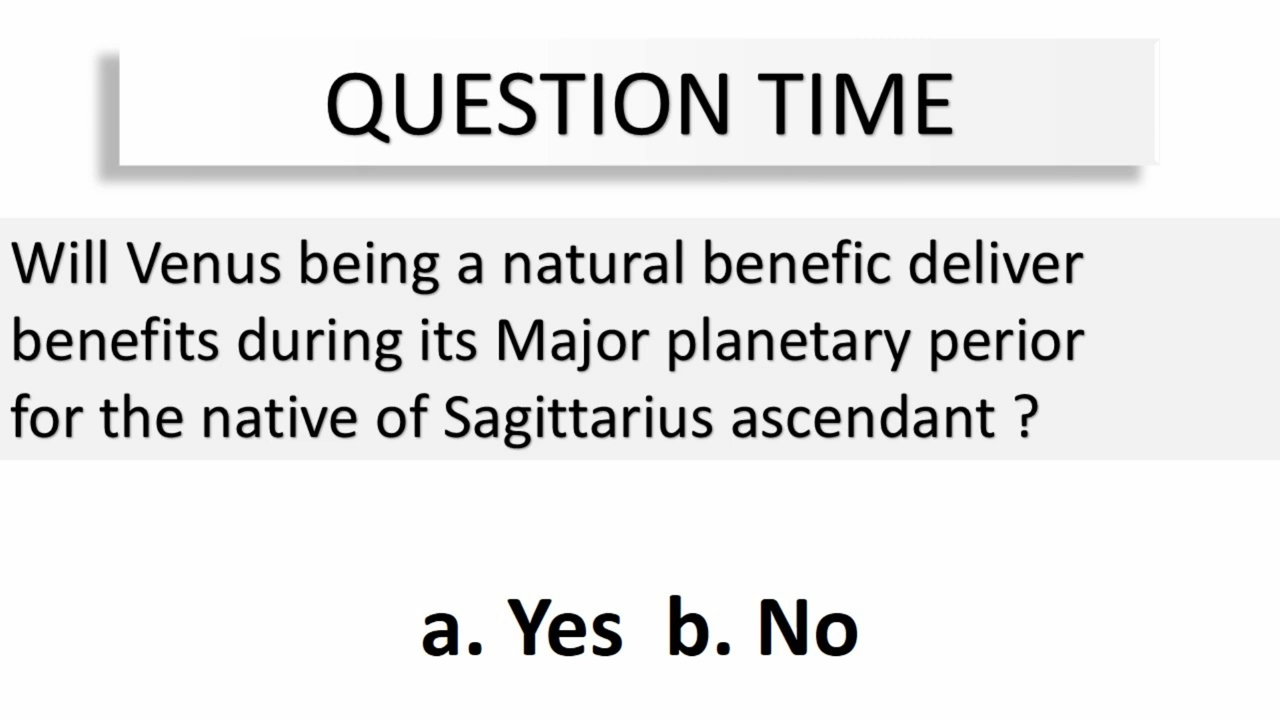 QUESTION TIME
Will Venus being a natural benefic deliver
benefits during its Major planetary perior
for the native of Sagittarius ascendant ?
a. Yes b. No